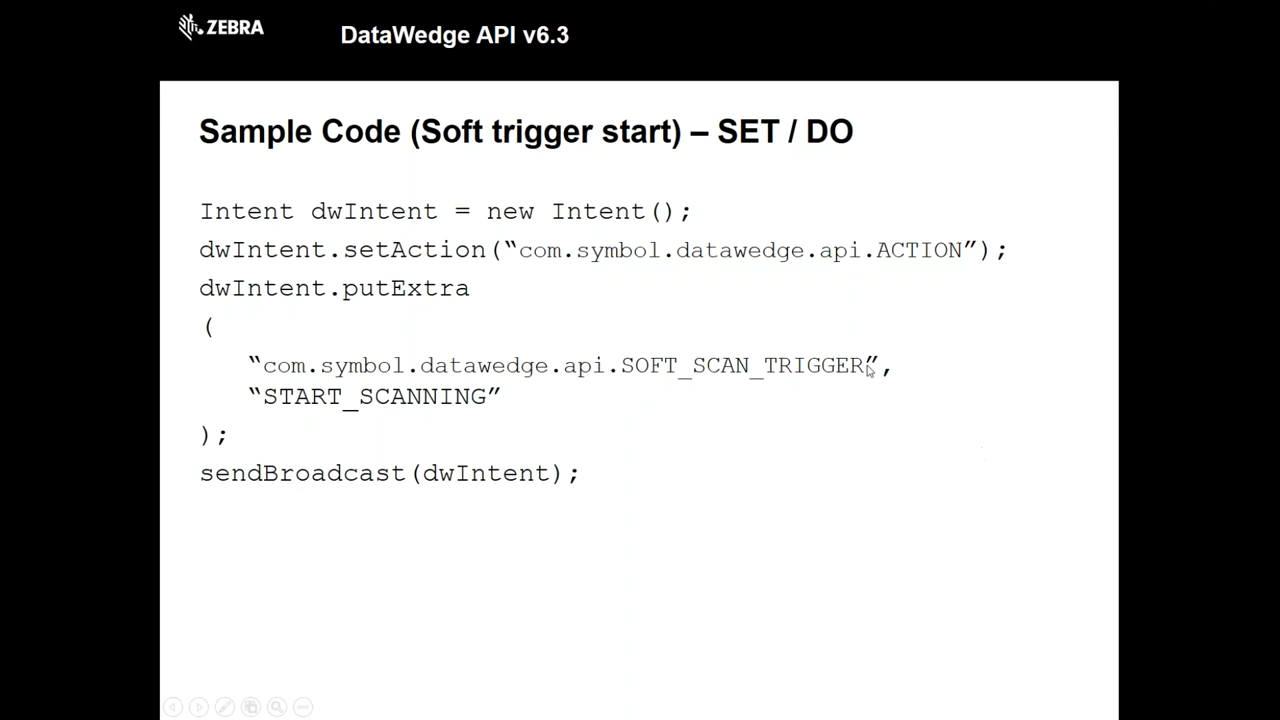 ZEBRA
DataWedge API v6.3
Sample Code (Soft trigger start) – SET / DO
Intent dwIntent = new Intent();
dwIntent.setAction(“com.symbol.datawedge.api.ACTION”);
dwIntent.putExtra
(
“com.symbol.datawedge.api.SOFT_SCAN_TRIGGER”,
“START_SCANNING”
);
sendBroadcast(dwIntent);